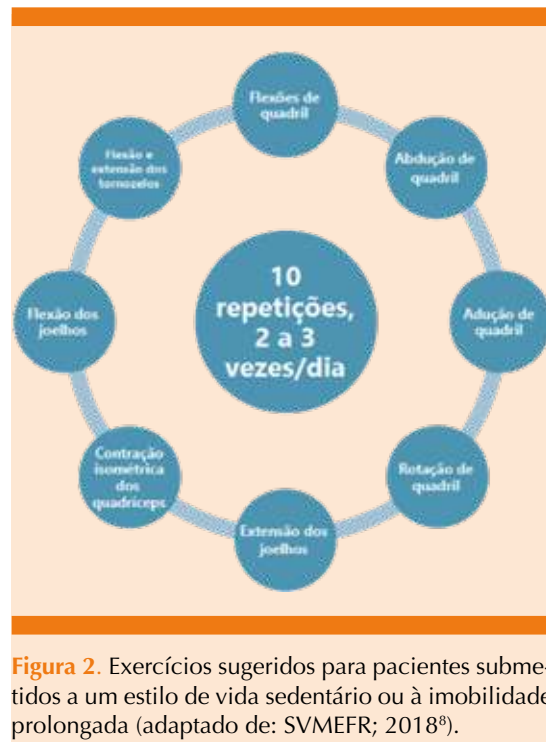 Flexões de
quadril
Abdução de
quadril
Adução de
quadril
Rotação de
quadril
Extensão dos
joelhos
Contração
isométrica
dos
quadríceps
Flexão dos
joelhos
Flexão e
extensão dos
tornozelos
10
repetições,
2 a 3
vezes/dia
Figura 2. Exercícios sugeridos para pacientes subme-
tidos a um estilo de vida sedentário ou à imobilidade
prolongada (adaptado de: SVMEFR; 2018⁸).